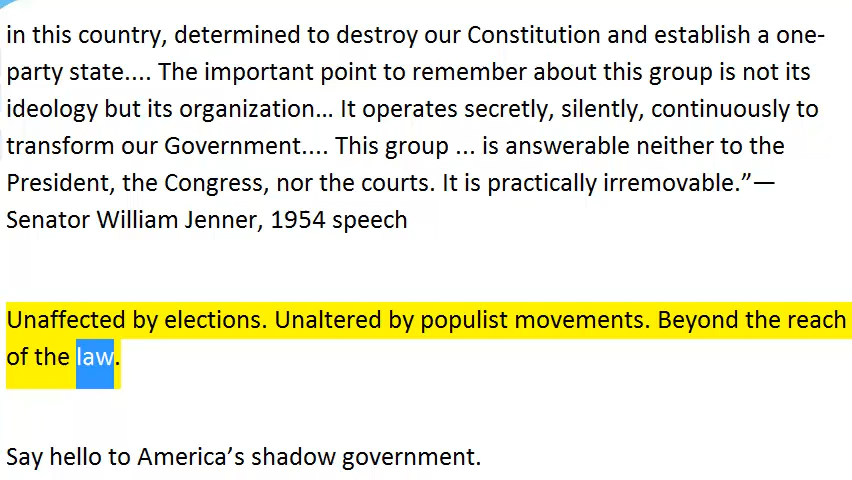 in this country, determined to destroy our Constitution and establish a one-
party state.... The important point to remember about this group is not its
ideology but its organization... It operates secretly, silently, continuously to
transform our Government.... This group ... is answerable neither to the
President, the Congress, nor the courts. It is practically irremovable.”—
Senator William Jenner, 1954 speech
Unaffected by elections. Unaltered by populist movements. Beyond the reach
of the law.
Say hello to America’s shadow government.